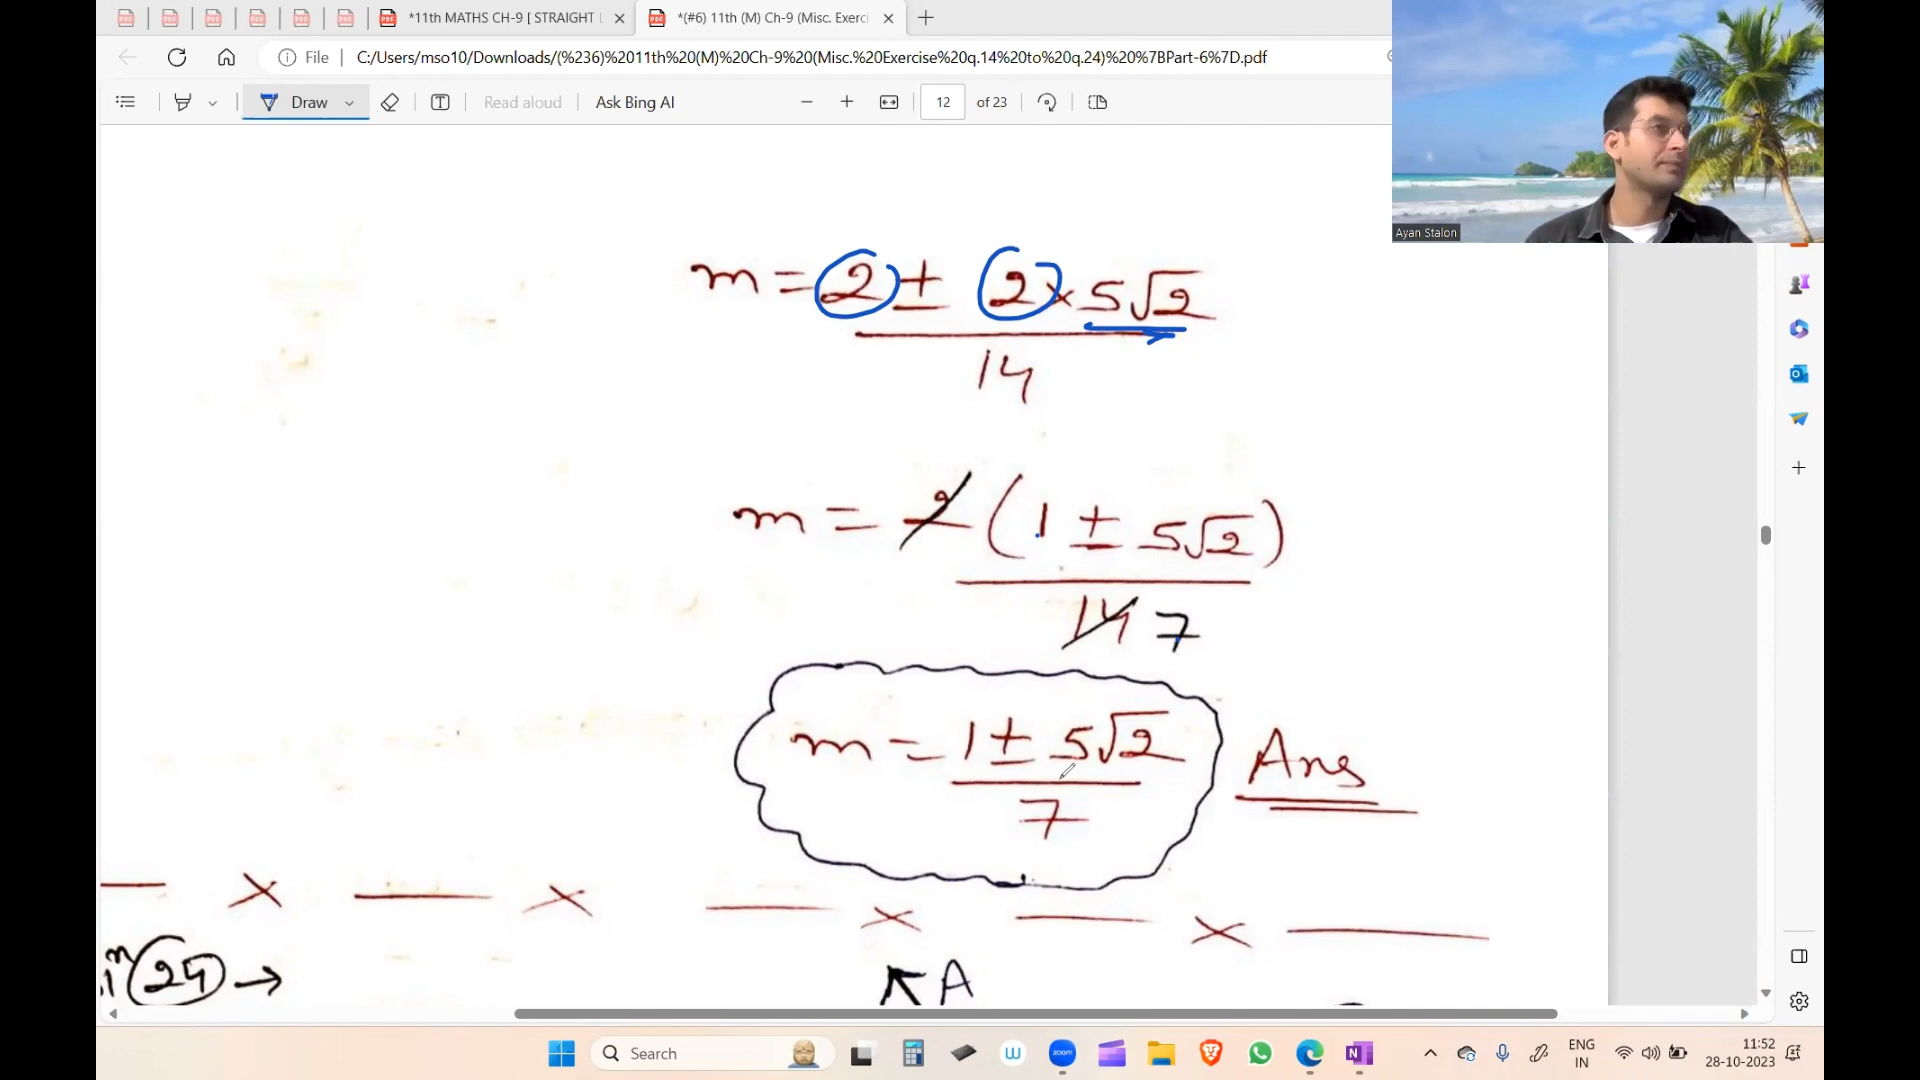 *11th MATHS CH-9 [ STRAIGHT L
*(#6) 11th (M) Ch-9 (Misc. Exerci
File | C:/Users/mso10/Downloads/(%236)%2011th%20(M)%20Ch-9%20(Misc.%20Exercise%20q.14%20to%20q.24)%20%7BPart-6%7D.pdf
Draw
Read aloud
Ask Bing AI
12 of 23
Ayan Stalon
m = 2 ± 2 × 5√2
14
m = 2 (1 ± 5√2)
14 7
m = 1 ± 5√2
7
Ans
× × × ×
24 →
A
Search
zoom
ENG
IN
11:52
28-10-2023